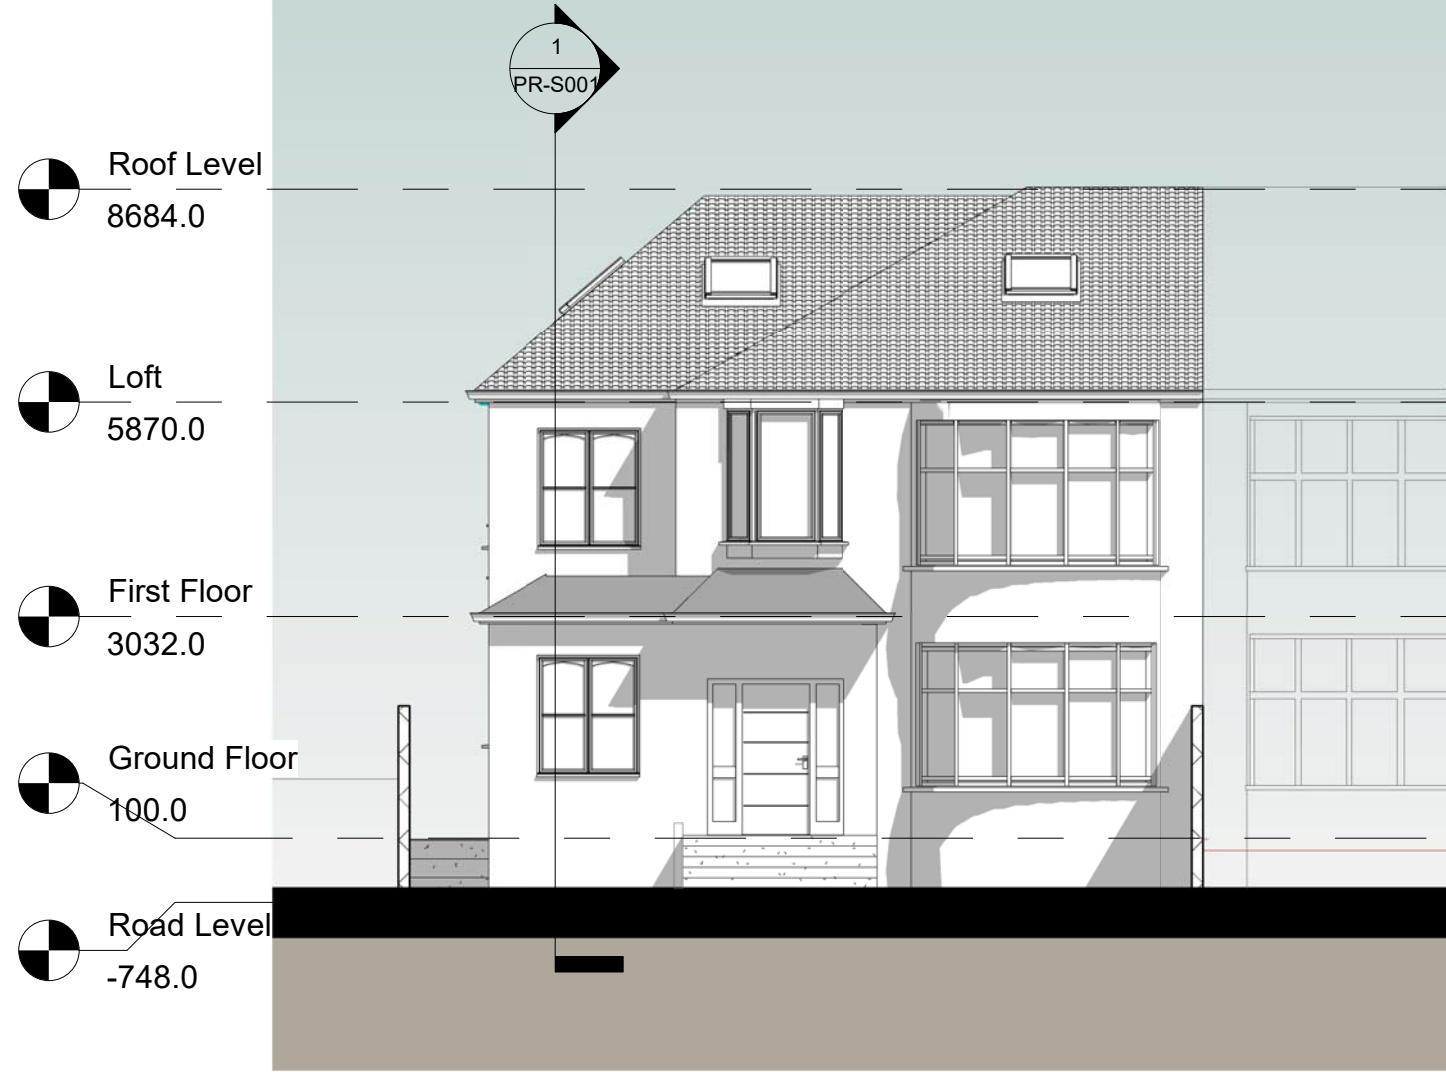 1
PR-S001
Roof Level
8684.0
Loft
5870.0
First Floor
3032.0
Ground Floor
100.0
Road Level
-748.0